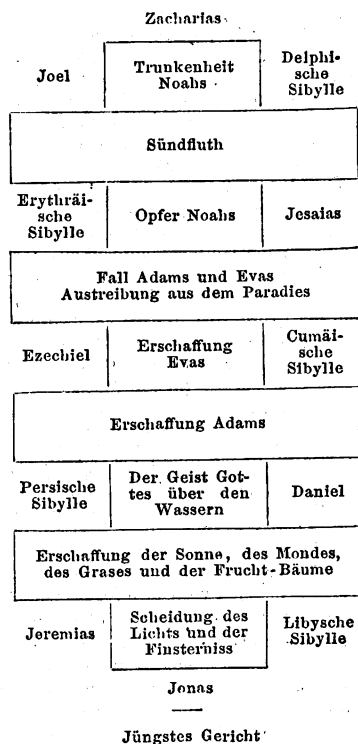 Zacharias
Joel
Trunkenheit
Noahs
Delphi-
sche
Sibylle
Sündfluth
Erythräi-
sche
Sibylle
Opfer Noahs
Jesaias
Fall Adams und Evas
Austreibung aus dem Paradies
Ezechiel
Erschaffung
Evas
Cumäi-
sche
Sibylle
Erschaffung Adams
Persische
Sibylle
Der Geist Got-
tes über den
Wassern
Daniel
Erschaffung der Sonne, des Mondes,
des Grases und der Frucht-Bäume
Jeremias
Scheidung des
Lichts und der
Finsterniss
Libysche
Sibylle
Jonas
Jüngstes Gericht